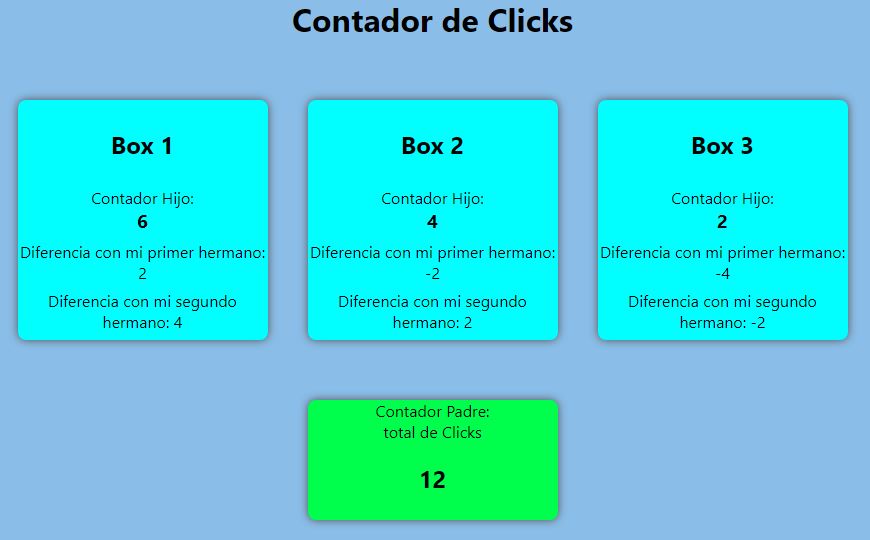 Contador de Clicks
Box 1
Contador Hijo:
6
Diferencia con mi primer hermano:
2
Diferencia con mi segundo
hermano: 4
Box 2
Contador Hijo:
4
Diferencia con mi primer hermano:
-2
Diferencia con mi segundo
hermano: 2
Box 3
Contador Hijo:
2
Diferencia con mi primer hermano:
-4
Diferencia con mi segundo
hermano: -2
Contador Padre:
total de Clicks
12